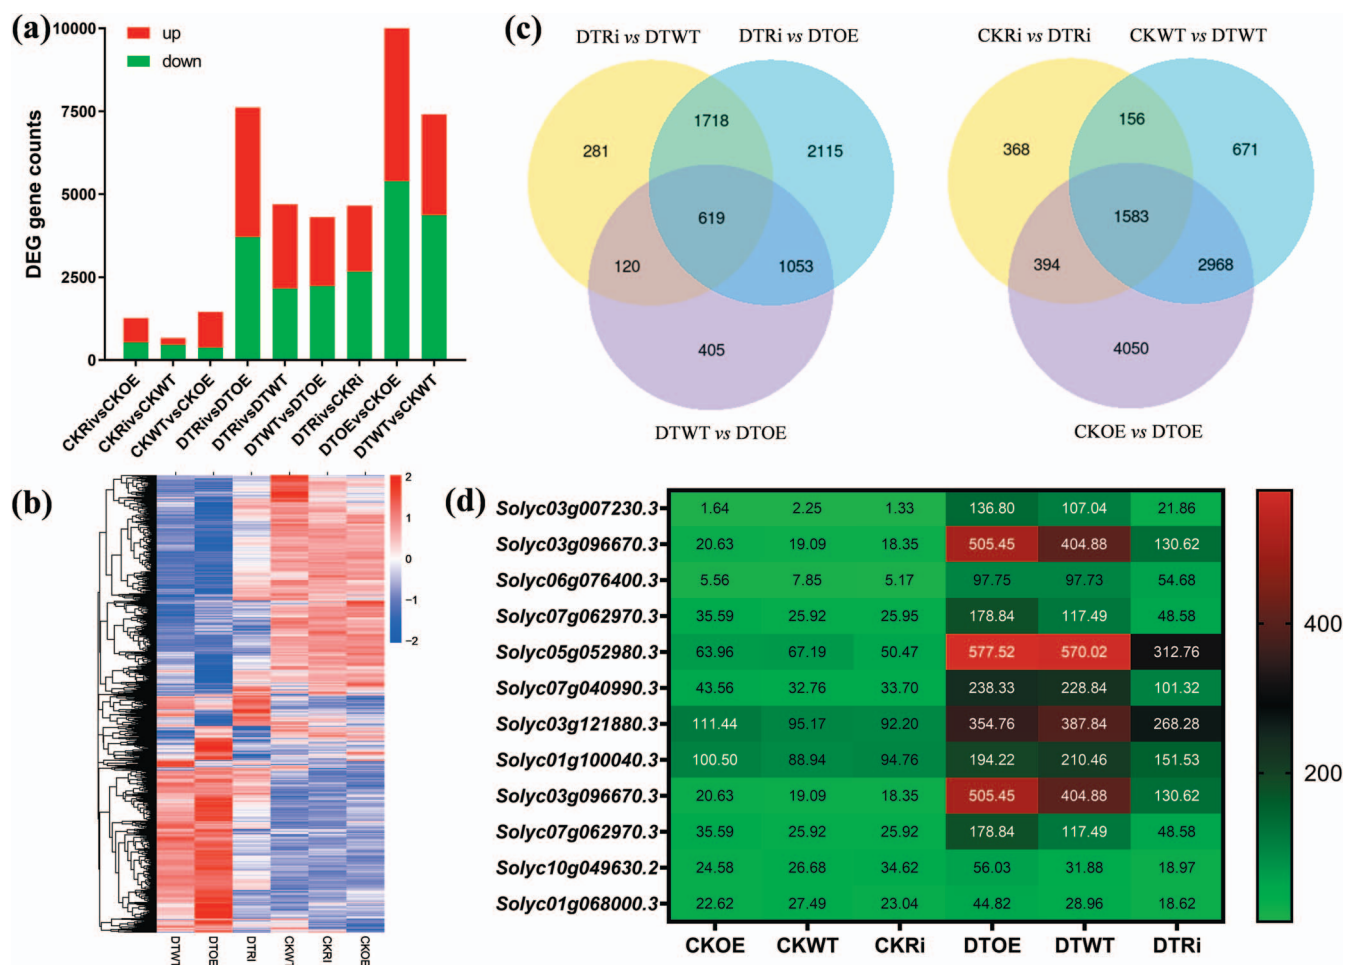 (a)
10000
7500
5000
2500
0
DEG gene counts
up
down
CKRivsCKOE
CKRivsCKWT
CKWTvsCKOE
DTRivsDTOE
DTRivsDTWT
DTWTvsDTOE
DTRivsCKRi
DTOEvsCKOE
DTWTvsCKWT
(c)
DTRi vs DTWT
DTRi vs DTOE
281
1718
2115
619
120
1053
405
DTWT vs DTOE
CKRi vs DTRi
CKWT vs DTWT
368
156
671
1583
394
2968
4050
CKOE vs DTOE
(b)
2
1
0
−1
−2
DTWT
DTOE
DTRI
CKWT
CKRI
CKOE
(d)
Solyc03g007230.3 1.64 2.25 1.33 136.80 107.04 21.86
Solyc03g096670.3 20.63 19.09 18.35 505.45 404.88 130.62
Solyc06g076400.3 5.56 7.85 5.17 97.75 97.73 54.68
Solyc07g062970.3 35.59 25.92 25.95 178.84 117.49 48.58
Solyc05g052980.3 63.96 67.19 50.47 577.52 570.02 312.76
Solyc07g040990.3 43.56 32.76 33.70 238.33 228.84 101.32
Solyc03g121880.3 111.44 95.17 92.20 354.76 387.84 268.28
Solyc01g100040.3 100.50 88.94 94.76 194.22 210.46 151.53
Solyc03g096670.3 20.63 19.09 18.35 505.45 404.88 130.62
Solyc07g062970.3 35.59 25.92 25.92 178.84 117.49 48.58
Solyc10g049630.2 24.58 26.68 34.62 56.03 31.88 18.97
Solyc01g068000.3 22.62 27.49 23.04 44.82 28.96 18.62
CKOE CKWT CKRi DTOE DTWT DTRi
400
200